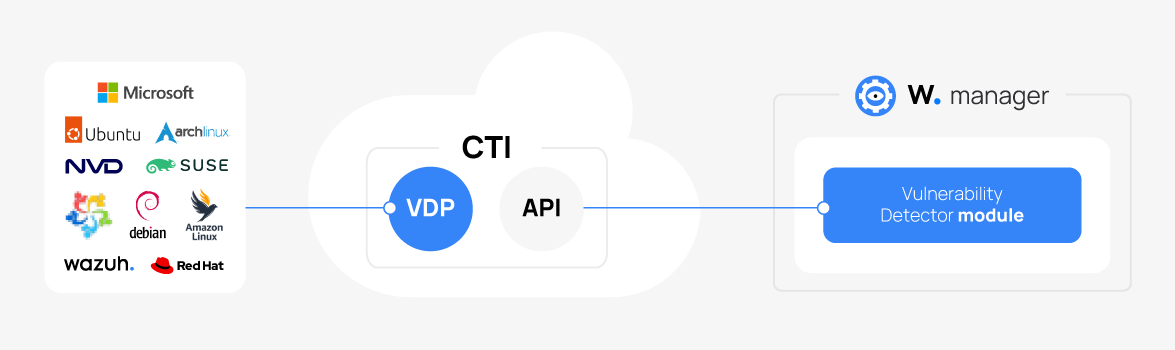 Microsoft
Ubuntu
archlinux
NVD
SUSE
debian
Amazon
Linux
wazuh.
Red Hat
CTI
VDP
API
W. manager
Vulnerability
Detector module